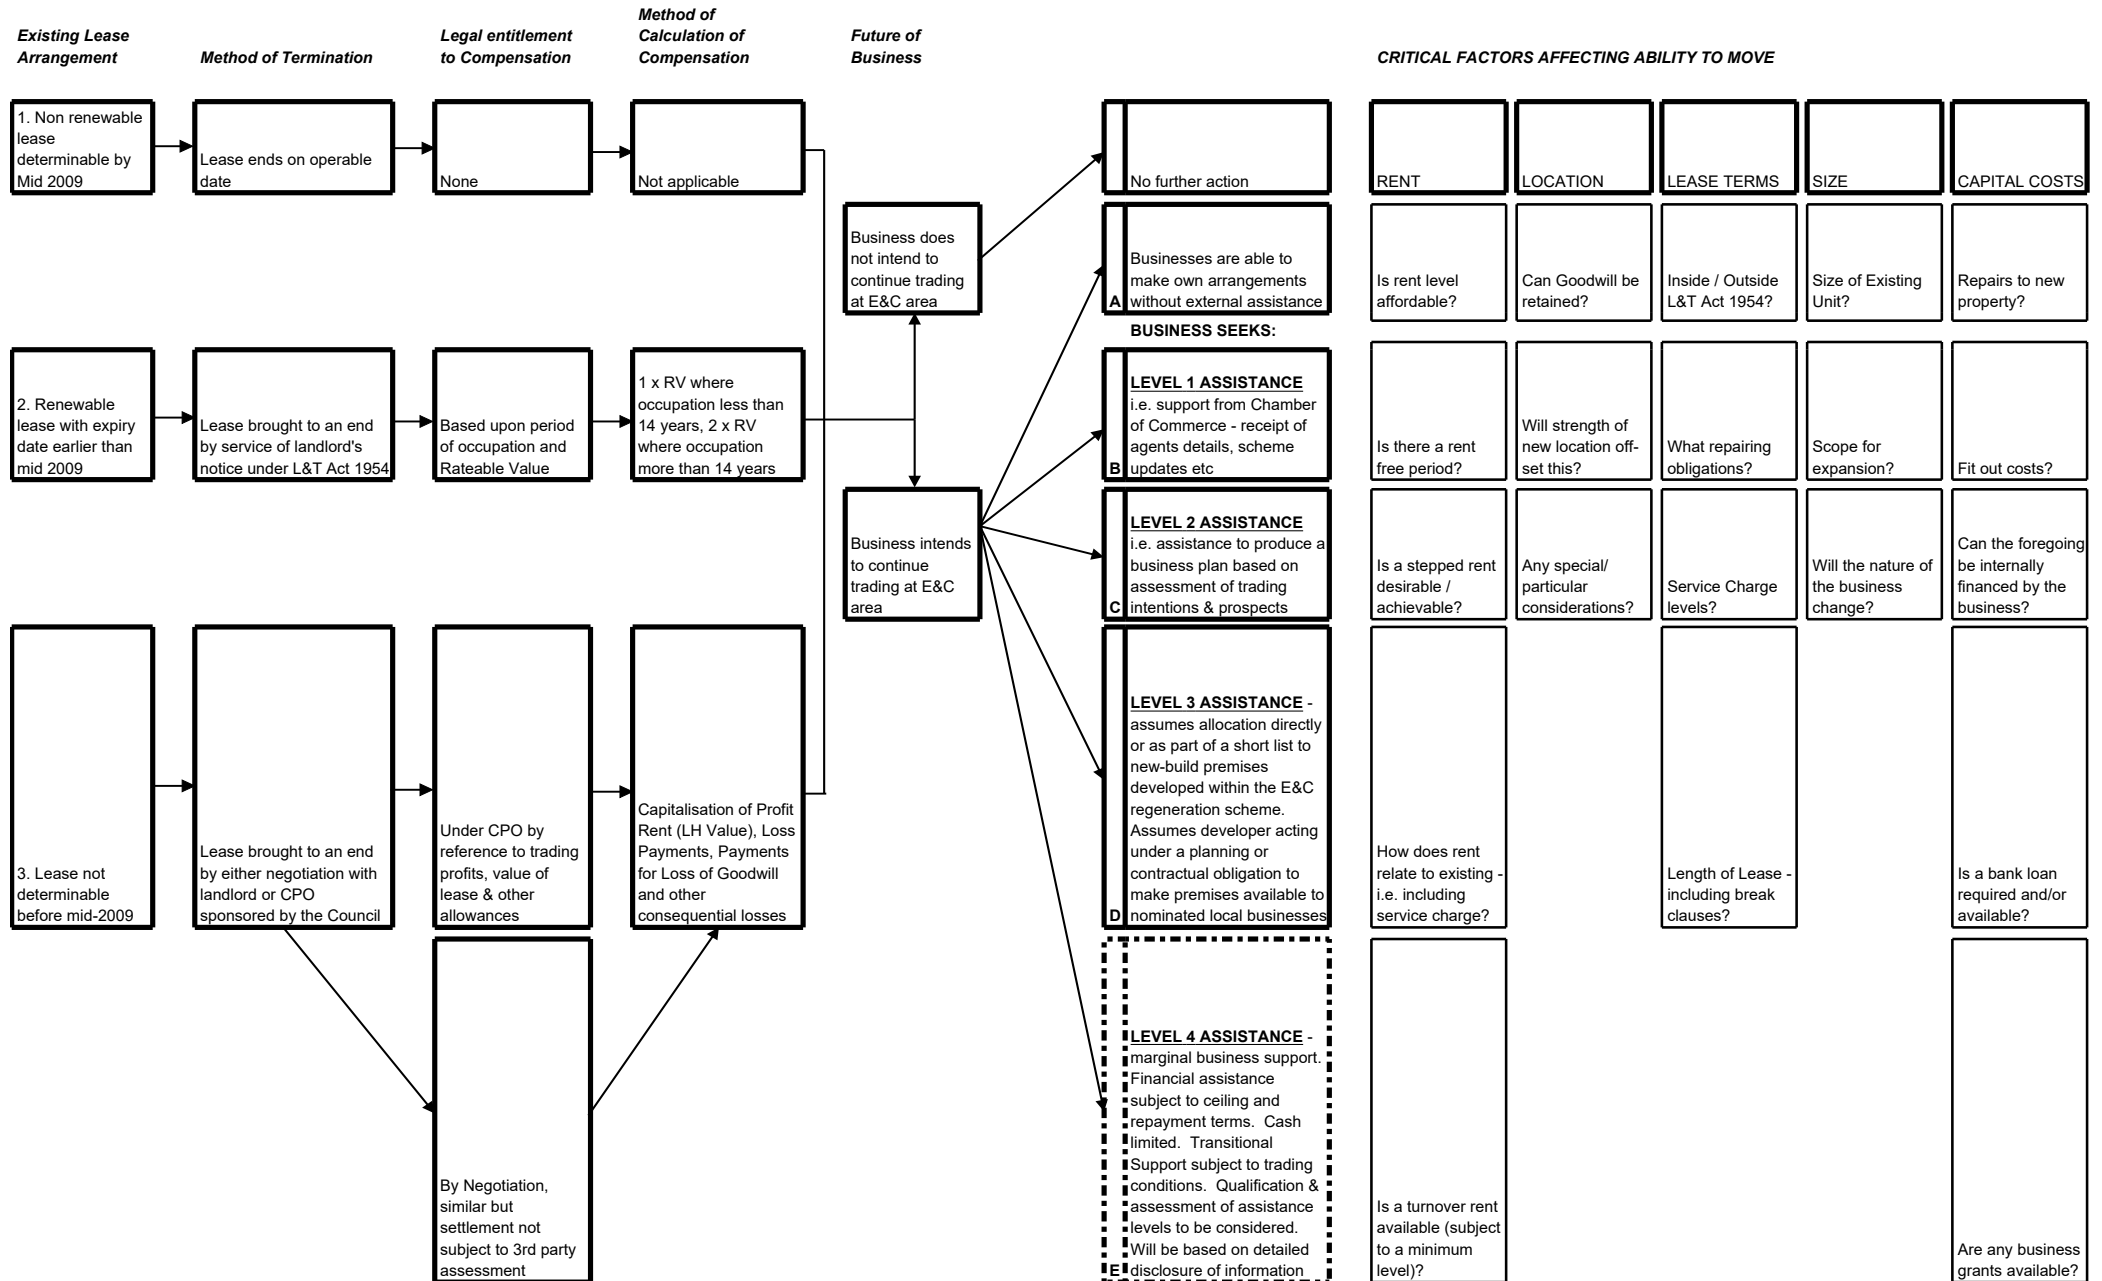 Existing Lease
Arrangement
Method of Termination
Legal entitlement
to Compensation
Method of
Calculation of
Compensation
Future of
Business
CRITICAL FACTORS AFFECTING ABILITY TO MOVE
1. Non renewable
lease
determinable by
Mid 2009
Lease ends on operable
date
None
Not applicable
No further action
RENT
LOCATION
LEASE TERMS
SIZE
CAPITAL COSTS
Business does
not intend to
continue trading
at E&C area
A
Businesses are able to
make own arrangements
without external assistance
Is rent level
affordable?
Can Goodwill be
retained?
Inside / Outside
L&T Act 1954?
Size of Existing
Unit?
Repairs to new
property?
BUSINESS SEEKS:
2. Renewable
lease with expiry
date earlier than
mid 2009
Lease brought to an end
by service of landlord's
notice under L&T Act 1954
Based upon period
of occupation and
Rateable Value
1 x RV where
occupation less than
14 years, 2 x RV
where occupation
more than 14 years
B
LEVEL 1 ASSISTANCE
i.e. support from Chamber
of Commerce - receipt of
agents details, scheme
updates etc
Is there a rent
free period?
Will strength of
new location off-
set this?
What repairing
obligations?
Scope for
expansion?
Fit out costs?
Business intends
to continue
trading at E&C
area
C
LEVEL 2 ASSISTANCE
i.e. assistance to produce a
business plan based on
assessment of trading
intentions & prospects
Is a stepped rent
desirable /
achievable?
Any special/
particular
considerations?
Service Charge
levels?
Will the nature of
the business
change?
Can the foregoing
be internally
financed by the
business?
3. Lease not
determinable
before mid-2009
Lease brought to an end
by either negotiation with
landlord or CPO
sponsored by the Council
Under CPO by
reference to trading
profits, value of
lease & other
allowances
Capitalisation of Profit
Rent (LH Value), Loss
Payments, Payments
for Loss of Goodwill
and other
consequential losses
D
LEVEL 3 ASSISTANCE -
assumes allocation directly
or as part of a short list to
new-build premises
developed within the E&C
regeneration scheme.
Assumes developer acting
under a planning or
contractual obligation to
make premises available to
nominated local businesses
How does rent
relate to existing -
i.e. including
service charge?
Length of Lease -
including break
clauses?
Is a bank loan
required and/or
available?
By Negotiation,
similar but
settlement not
subject to 3rd party
assessment
E
LEVEL 4 ASSISTANCE -
marginal business support.
Financial assistance
subject to ceiling and
repayment terms.  Cash
limited.  Transitional
Support subject to trading
conditions.  Qualification &
assessment of assistance
levels to be considered.
Will be based on detailed
disclosure of information
Is a turnover rent
available (subject
to a minimum
level)?
Are any business
grants available?